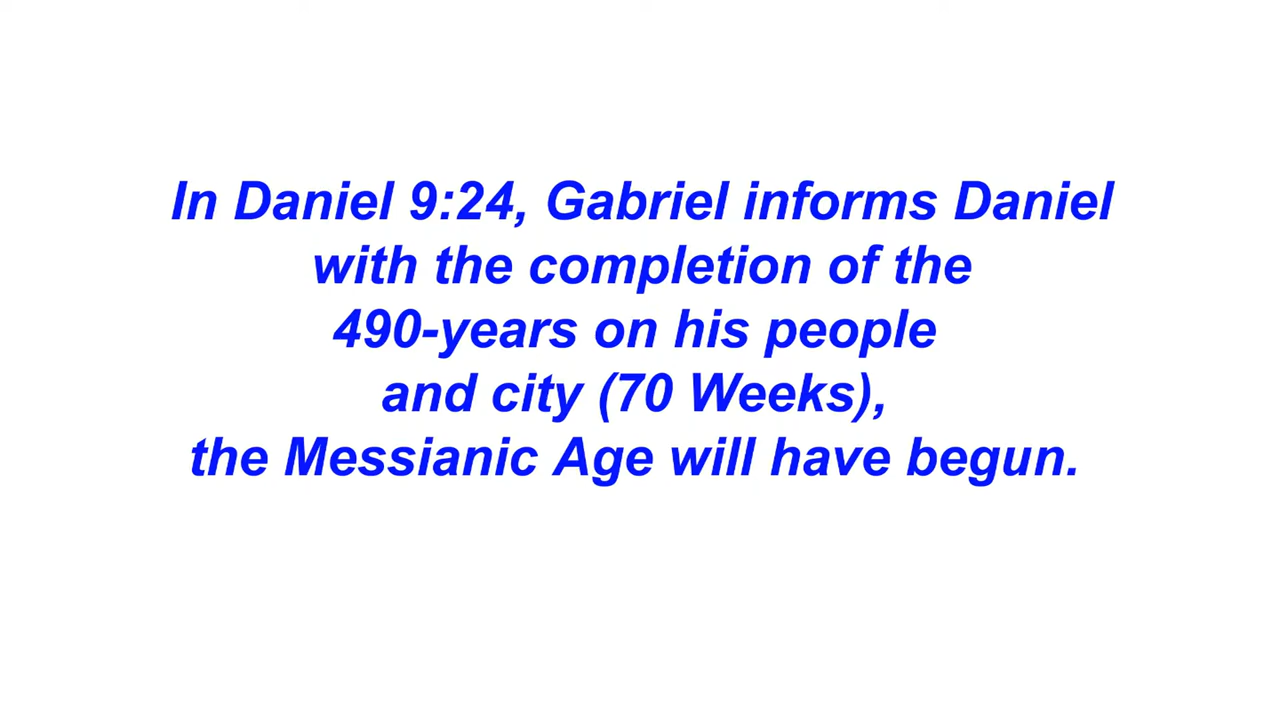 In Daniel 9:24, Gabriel informs Daniel
with the completion of the
490-years on his people
and city (70 Weeks),
the Messianic Age will have begun.